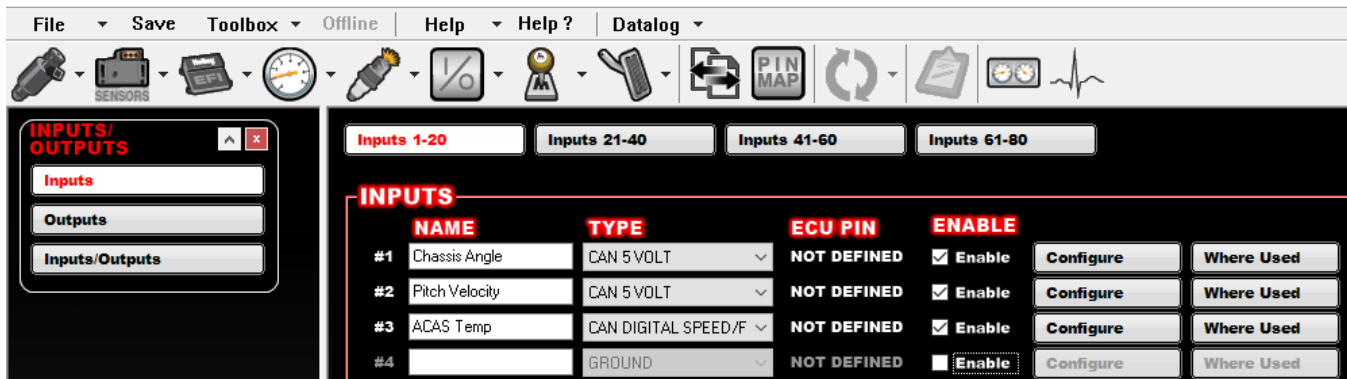 File Save Toolbox Offline Help Help ? Datalog
SENSORS Holley EFI I/O PIN MAP
INPUTS/
OUTPUTS
x
Inputs
Outputs
Inputs/Outputs
Inputs 1-20 Inputs 21-40 Inputs 41-60 Inputs 61-80
INPUTS
NAME TYPE ECU PIN ENABLE
#1 Chassis Angle CAN 5 VOLT NOT DEFINED Enable Configure Where Used
#2 Pitch Velocity CAN 5 VOLT NOT DEFINED Enable Configure Where Used
#3 ACAS Temp CAN DIGITAL SPEED/F NOT DEFINED Enable Configure Where Used
#4 GROUND NOT DEFINED Enable Configure Where Used